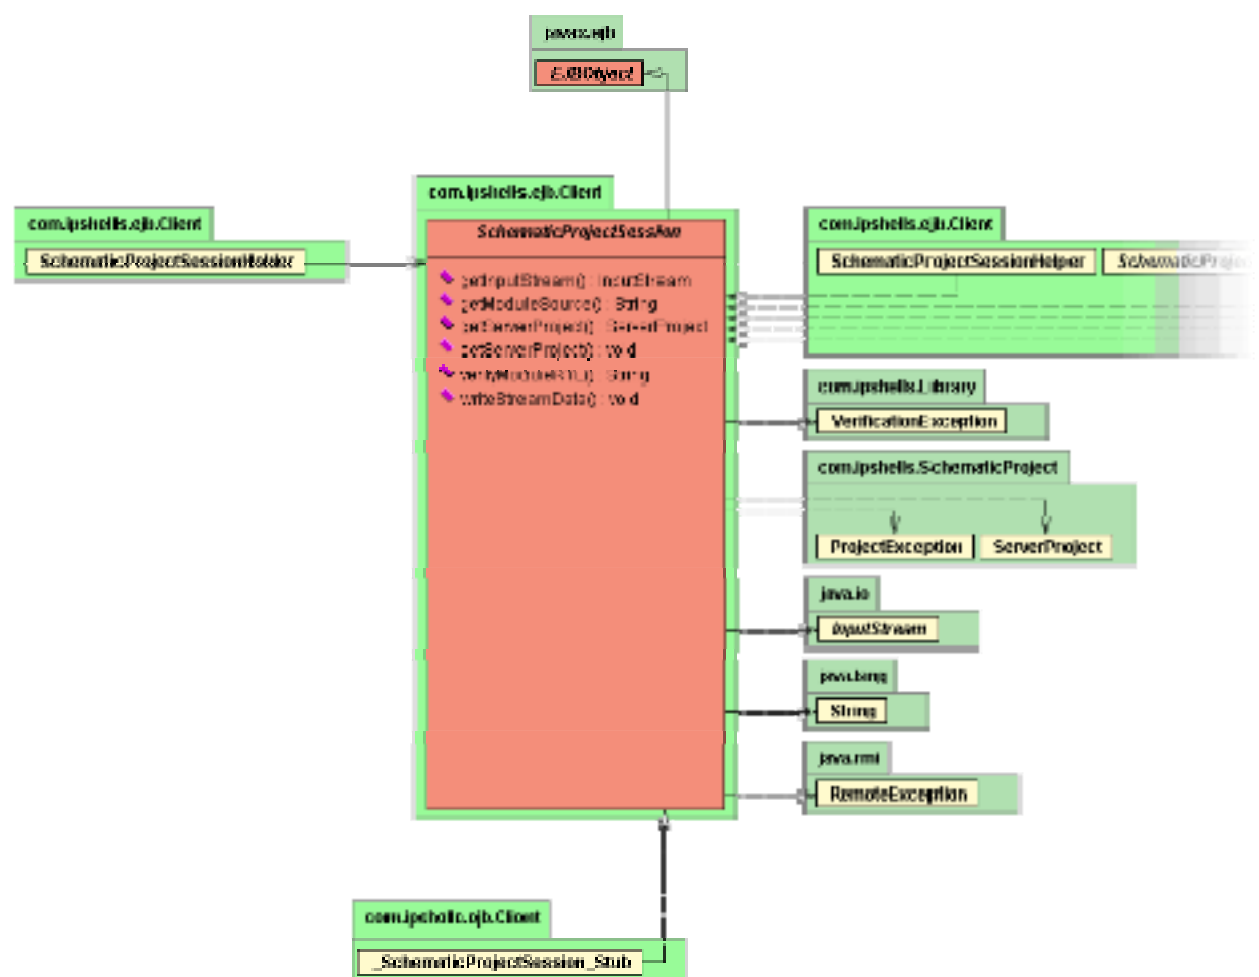 javax.ejb
EJBObject
com.ipshells.ejb.Client
SchematicProjectSessionHolder
com.ipshells.ejb.Client
SchematicProjectSession
getInputStream() : InputStream
getModuleSource() : String
getServerProject() : ServerProject
getServerProject() : void
verifyModuleRTL() : String
writeStreamData() : void
com.ipshells.ejb.Client
SchematicProjectSessionHelper
com.ipshells.Library
VerificationException
com.ipshells.SchematicProject
ProjectException ServerProject
java.io
InputStream
java.lang
String
java.rmi
RemoteException
com.ipshells.ejb.Client
_SchematicProjectSession_Stub